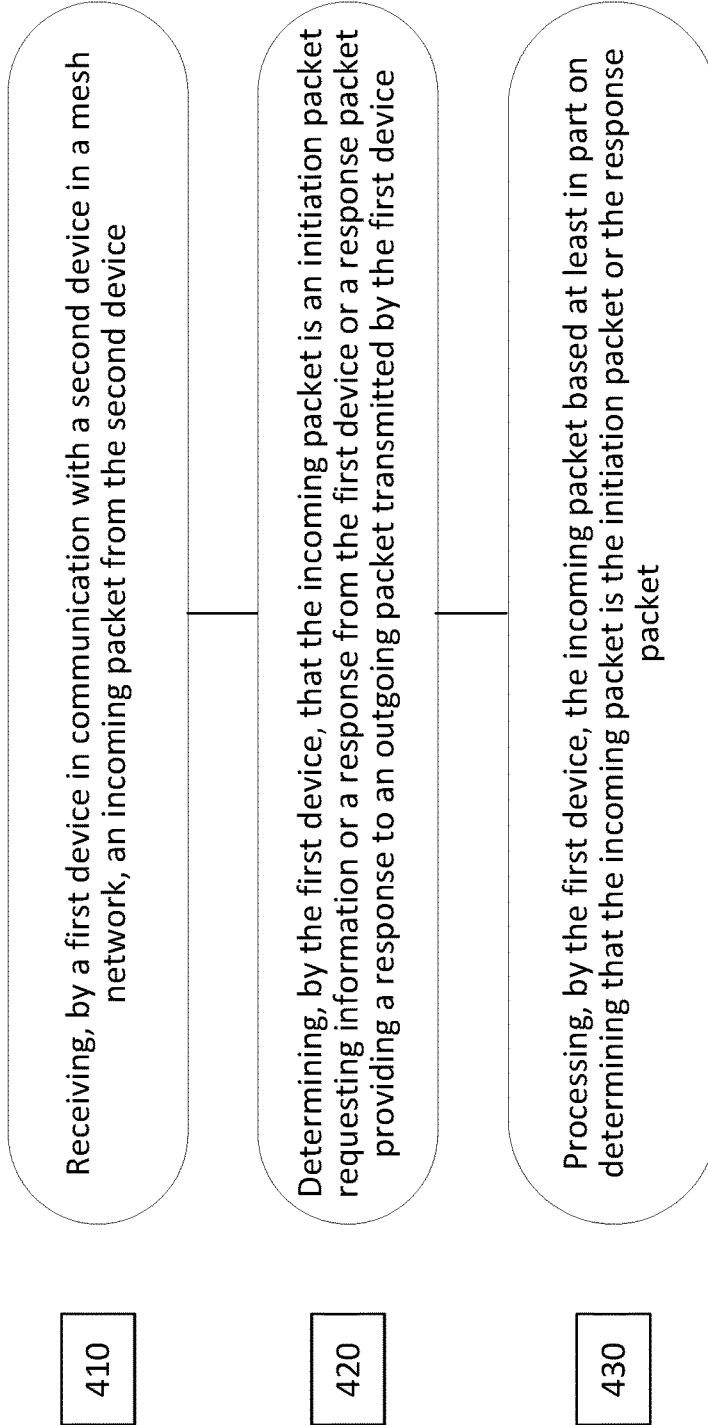 410
Receiving, by a first device in communication with a second device in a mesh
network, an incoming packet from the second device
420
Determining, by the first device, that the incoming packet is an initiation packet
requesting information or a response from the first device or a response packet
providing a response to an outgoing packet transmitted by the first device
430
Processing, by the first device, the incoming packet based at least in part on
determining that the incoming packet is the initiation packet or the response
packet